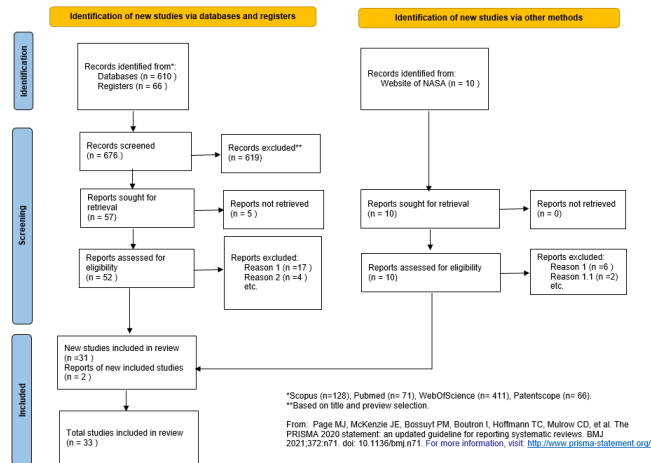 Identification of new studies via databases and registers
Identification of new studies via other methods
Identification
Records identified from*:
Databases (n = 610 )
Registers (n = 66 )
Records identified from:
Website of NASA (n = 10 )
Screening
Records screened
(n = 676 )
Records excluded**
(n = 619)
Reports sought for
retrieval
(n = 57)
Reports not retrieved
(n = 5 )
Reports sought for retrieval
(n = 10)
Reports not retrieved
(n = 0)
Reports assessed for
eligibility
(n = 52 )
Reports excluded:
Reason 1 (n =17 )
Reason 2 (n =4 )
etc.
Reports assessed for eligibility
(n = 10)
Reports excluded:
Reason 1 (n =6 )
Reason 1.1 (n =2)
etc.
Included
New studies included in review
(n =31)
Reports of new included studies
(n = 2 )
Total studies included in review
(n = 33 )
*Scopus (n=128), Pubmed (n= 71), WebOfScience (n= 411), Patentscope (n= 66).
**Based on title and preview selection.
From: Page MJ, McKenzie JE, Bossuyt PM, Boutron I, Hoffmann TC, Mulrow CD, et al. The
PRISMA 2020 statement: an updated guideline for reporting systematic reviews. BMJ
2021;372:n71. doi: 10.1136/bmj.n71. For more information, visit: http://www.prisma-statement.org/